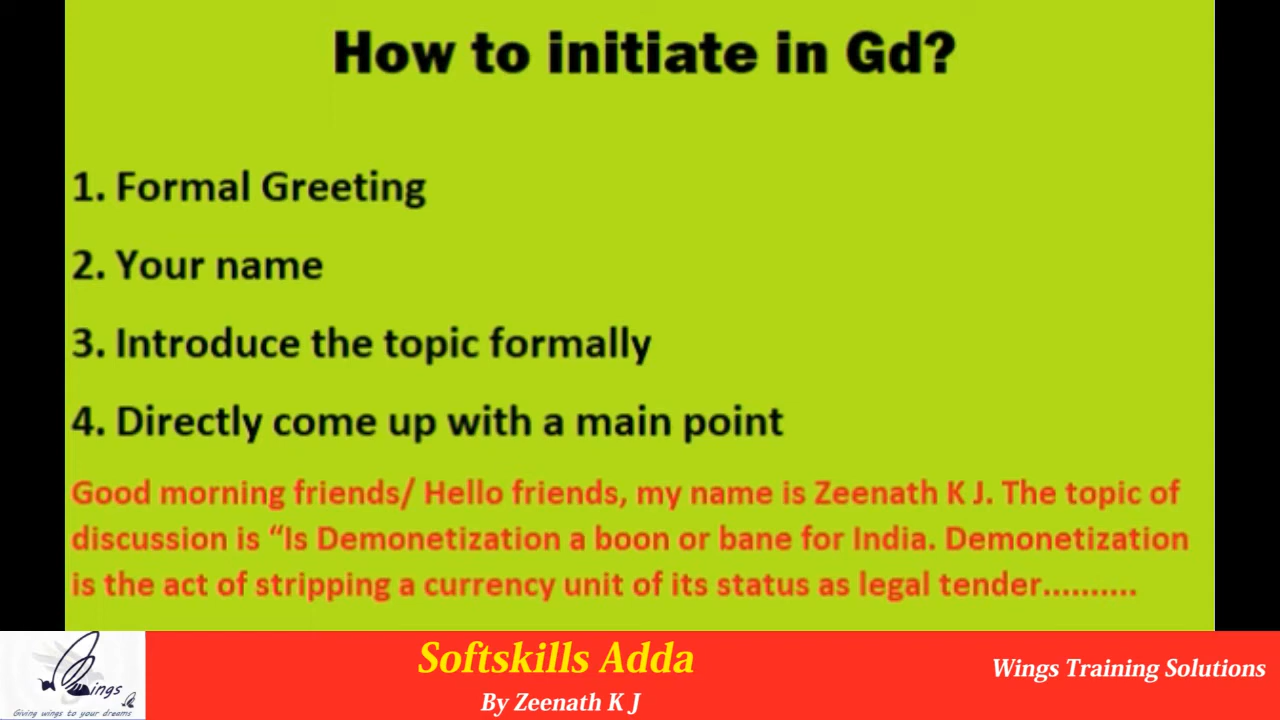 How to initiate in Gd?
1. Formal Greeting
2. Your name
3. Introduce the topic formally
4. Directly come up with a main point
Good morning friends/ Hello friends, my name is Zeenath K J. The topic of
discussion is “Is Demonetization a boon or bane for India. Demonetization
is the act of stripping a currency unit of its status as legal tender..........
Softskills Adda
By Zeenath K J
Wings Training Solutions
ings
Giving wings to your dreams